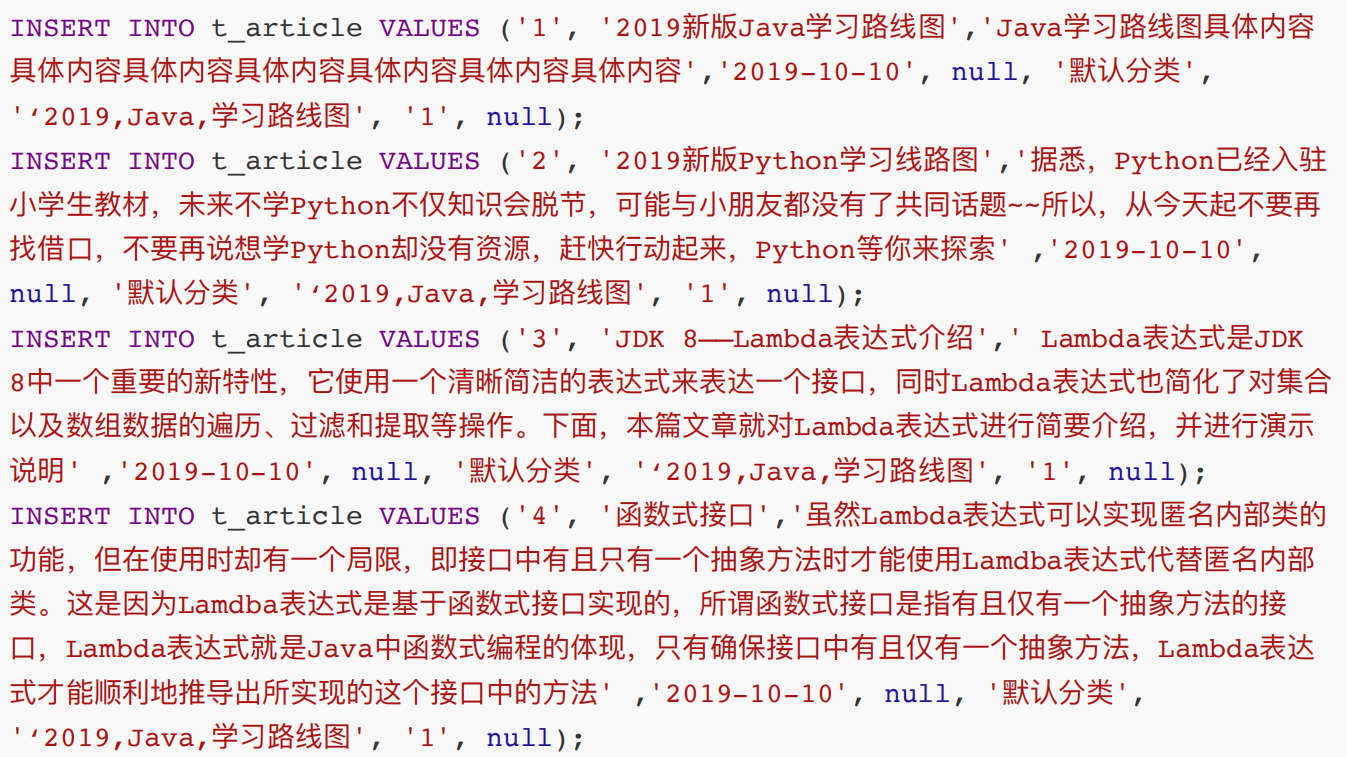 INSERT INTO t_article VALUES ('1', '2019新版Java学习路线图','Java学习路线图具体内容
具体内容具体内容具体内容具体内容具体内容具体内容','2019-10-10', null, '默认分类',
'‘2019,Java,学习路线图', '1', null);
INSERT INTO t_article VALUES ('2', '2019新版Python学习线路图','据悉，Python已经入驻
小学生教材，未来不学Python不仅知识会脱节，可能与小朋友都没有了共同话题~~所以，从今天起不要再
找借口，不要再说想学Python却没有资源，赶快行动起来，Python等你来探索' ,'2019-10-10',
null, '默认分类', '‘2019,Java,学习路线图', '1', null);
INSERT INTO t_article VALUES ('3', 'JDK 8——Lambda表达式介绍',' Lambda表达式是JDK
8中一个重要的新特性，它使用一个清晰简洁的表达式来表达一个接口，同时Lambda表达式也简化了对集合
以及数组数据的遍历、过滤和提取等操作。下面，本篇文章就对Lambda表达式进行简要介绍，并进行演示
说明' ,'2019-10-10', null, '默认分类', '‘2019,Java,学习路线图', '1', null);
INSERT INTO t_article VALUES ('4', '函数式接口','虽然Lambda表达式可以实现匿名内部类的
功能，但在使用时却有一个局限，即接口中有且只有一个抽象方法时才能使用Lamdba表达式代替匿名内部
类。这是因为Lamdba表达式是基于函数式接口实现的，所谓函数式接口是指有且仅有一个抽象方法的接
口，Lambda表达式就是Java中函数式编程的体现，只有确保接口中有且仅有一个抽象方法，Lambda表达
式才能顺利地推导出所实现的这个接口中的方法' ,'2019-10-10', null, '默认分类',
'‘2019,Java,学习路线图', '1', null);